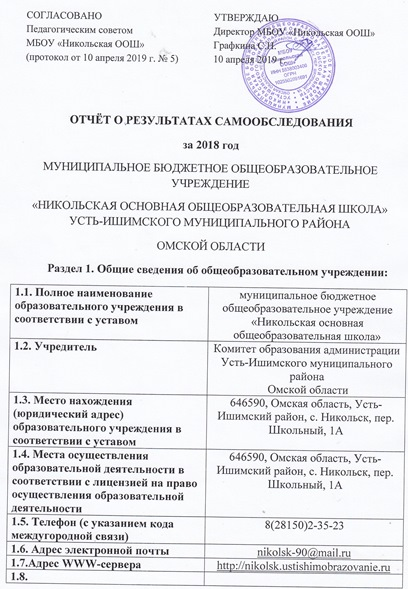 СОГЛАСОВАНО
Педагогическим советом
МБОУ «Никольская ООШ»
(протокол от 10 апреля 2019 г. № 5)
УТВЕРЖДАЮ
Директор МБОУ «Никольская ООШ»
Графкина С.Н.
10 апреля 2019 г.
ОТЧЁТ О РЕЗУЛЬТАТАХ САМООБСЛЕДОВАНИЯ
за 2018 год
МУНИЦИПАЛЬНОЕ БЮДЖЕТНОЕ ОБЩЕОБРАЗОВАТЕЛЬНОЕ
УЧРЕЖДЕНИЕ
«НИКОЛЬСКАЯ ОСНОВНАЯ ОБЩЕОБРАЗОВАТЕЛЬНАЯ ШКОЛА»
УСТЬ-ИШИМСКОГО МУНИЦИПАЛЬНОГО РАЙОНА
ОМСКОЙ ОБЛАСТИ
Раздел 1. Общие сведения об общеобразовательном учреждении:
1.1. Полное наименование
образовательного учреждения в
соответствии с уставом
муниципальное бюджетное
общеобразовательное учреждение
«Никольская основная
общеобразовательная школа»
1.2. Учредитель
Комитет образования администрации
Усть-Ишимского муниципального
района
Омской области
1.3. Место нахождения
(юридический адрес)
образовательного учреждения в
соответствии с уставом
646590, Омская область, Усть-
Ишимский район, с. Никольск, пер.
Школьный, 1А
1.4. Места осуществления
образовательной деятельности в
соответствии с лицензией на право
осуществления образовательной
деятельности
646590, Омская область, Усть-
Ишимский район, с. Никольск, пер.
Школьный, 1А
1.5. Телефон (с указанием кода
междугородной связи)
8(28150)2-35-23
1.6. Адрес электронной почты
nikolsk-90@mail.ru
1.7.Адрес WWW-сервера
http://nikolsk.ustishimobrazovanie.ru
1.8.